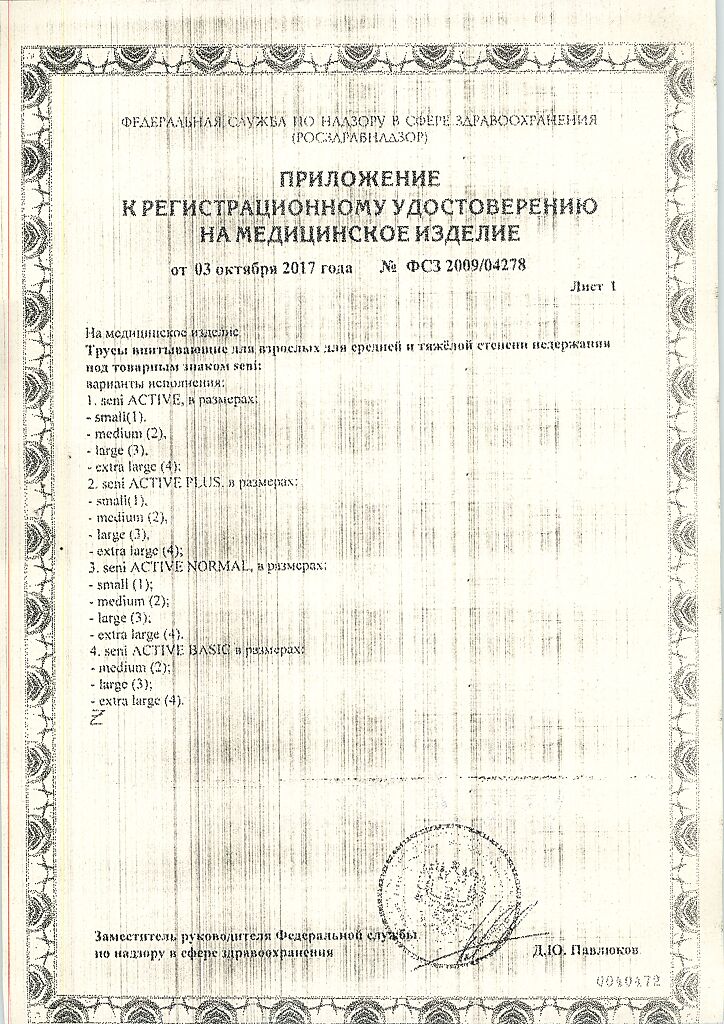 ФЕДЕРАЛЬНАЯ СЛУЖБА ПО НАДЗОРУ В СФЕРЕ ЗДРАВООХРАНЕНИЯ
(РОСЗДРАВНАДЗОР)
ПРИЛОЖЕНИЕ
К РЕГИСТРАЦИОННОМУ УДОСТОВЕРЕНИЮ
НА МЕДИЦИНСКОЕ ИЗДЕЛИЕ
от 03 октября 2017 года № ФСЗ 2009/04278
Лист 1
На медицинское изделие
Трусы впитывающие для взрослых для средней и тяжёлой степени недержания
под товарным знаком seni:
варианты исполнения:
1. seni ACTIVE, в размерах:
- small(1),
- medium (2),
- large (3),
- extra large (4);
2. seni ACTIVE PLUS, в размерах:
- small(1),
- medium (2),
- large (3),
- extra large (4);
3. seni ACTIVE NORMAL, в размерах:
- small (1);
- medium (2);
- large (3);
- extra large (4).
4. seni ACTIVE BASIC в размерах:
- medium (2);
- large (3);
- extra large (4).
Заместитель руководителя Федеральной службы
по надзору в сфере здравоохранения
Д.Ю. Павлюков
0040472